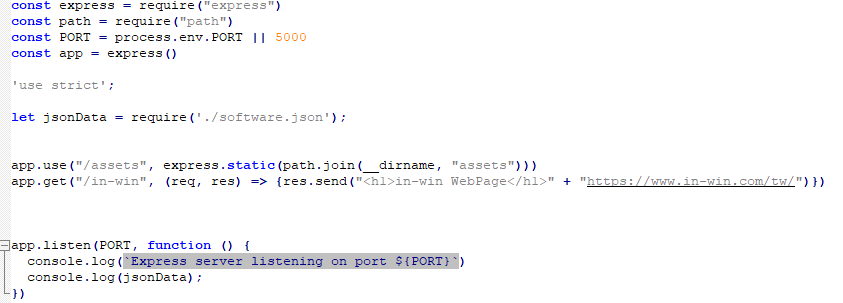 const express = require("express")
const path = require("path")
const PORT = process.env.PORT || 5000
const app = express()
'use strict';
let jsonData = require('./software.json');
app.use("/assets", express.static(path.join(__dirname, "assets")))
app.get("/in-win", (req, res) => {res.send("<h1>in-win WebPage</h1>" + "https://www.in-win.com/tw/")})
app.listen(PORT, function () {
console.log(`Express server listening on port ${PORT}`)
console.log(jsonData);
})